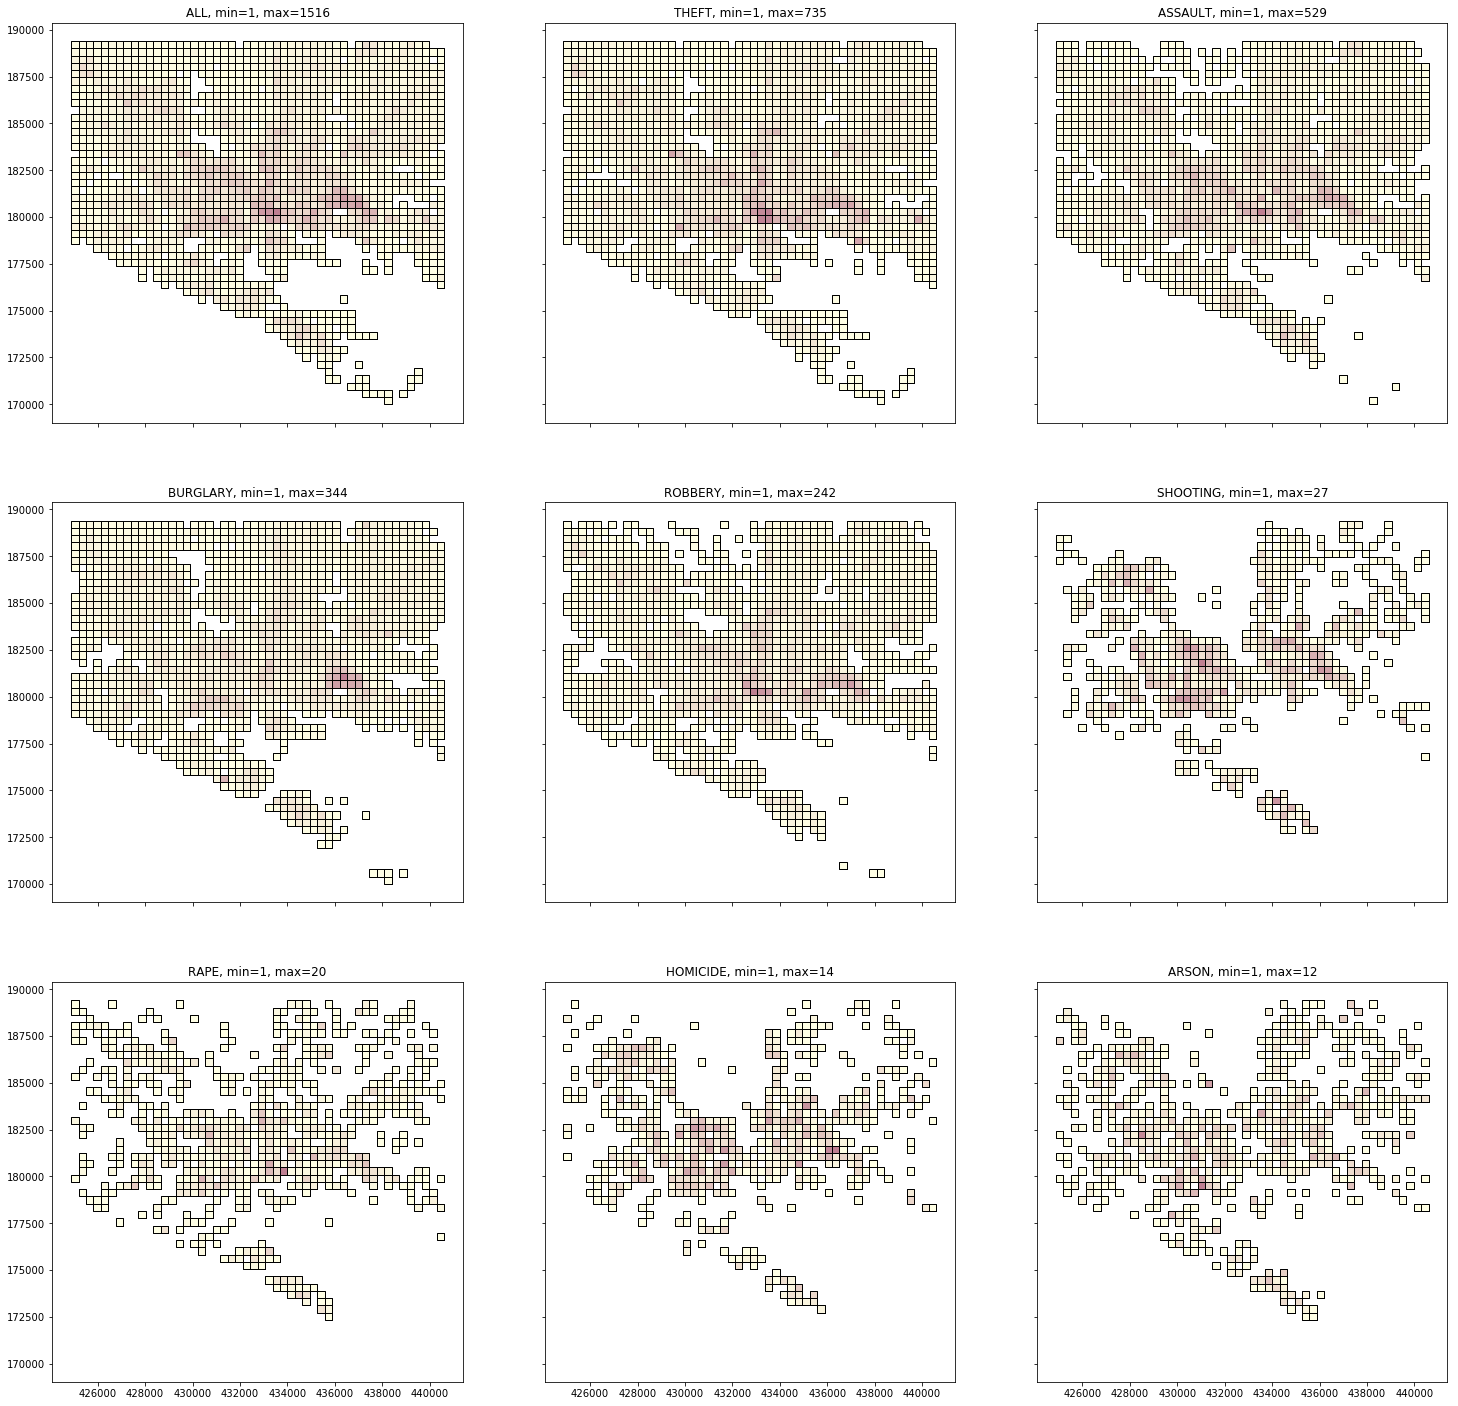 ALL, min=1, max=1516
THEFT, min=1, max=735
ASSAULT, min=1, max=529
190000
187500
185000
182500
180000
177500
175000
172500
170000
BURGLARY, min=1, max=344
ROBBERY, min=1, max=242
SHOOTING, min=1, max=27
190000
187500
185000
182500
180000
177500
175000
172500
170000
RAPE, min=1, max=20
HOMICIDE, min=1, max=14
ARSON, min=1, max=12
190000
187500
185000
182500
180000
177500
175000
172500
170000
426000 428000 430000 432000 434000 436000 438000 440000
426000 428000 430000 432000 434000 436000 438000 440000
426000 428000 430000 432000 434000 436000 438000 440000